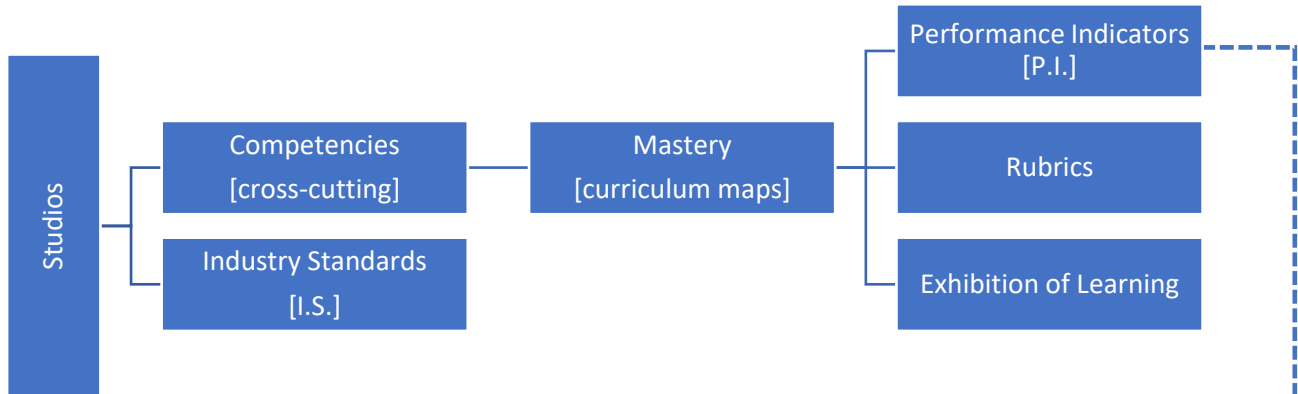 Studios
Competencies
[cross-cutting]
Industry Standards
[I.S.]
Mastery
[curriculum maps]
Performance Indicators
[P.I.]
Rubrics
Exhibition of Learning